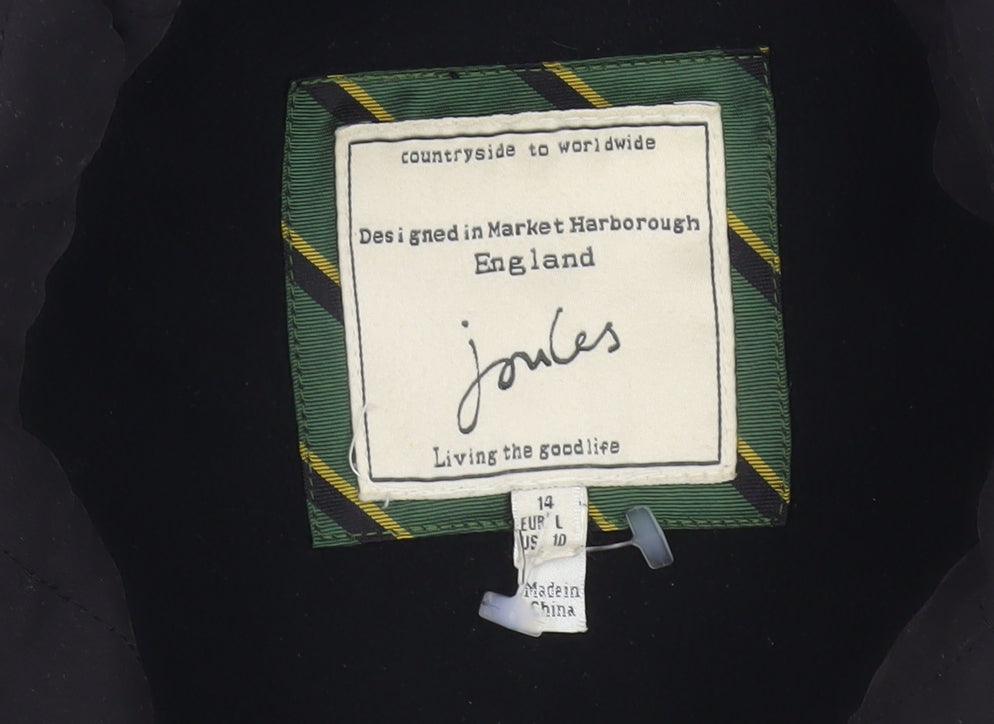 countryside to worldwide
Designed in Market Harborough
England
joules
Living the good life
14
EUR L
US 10
Made in
China